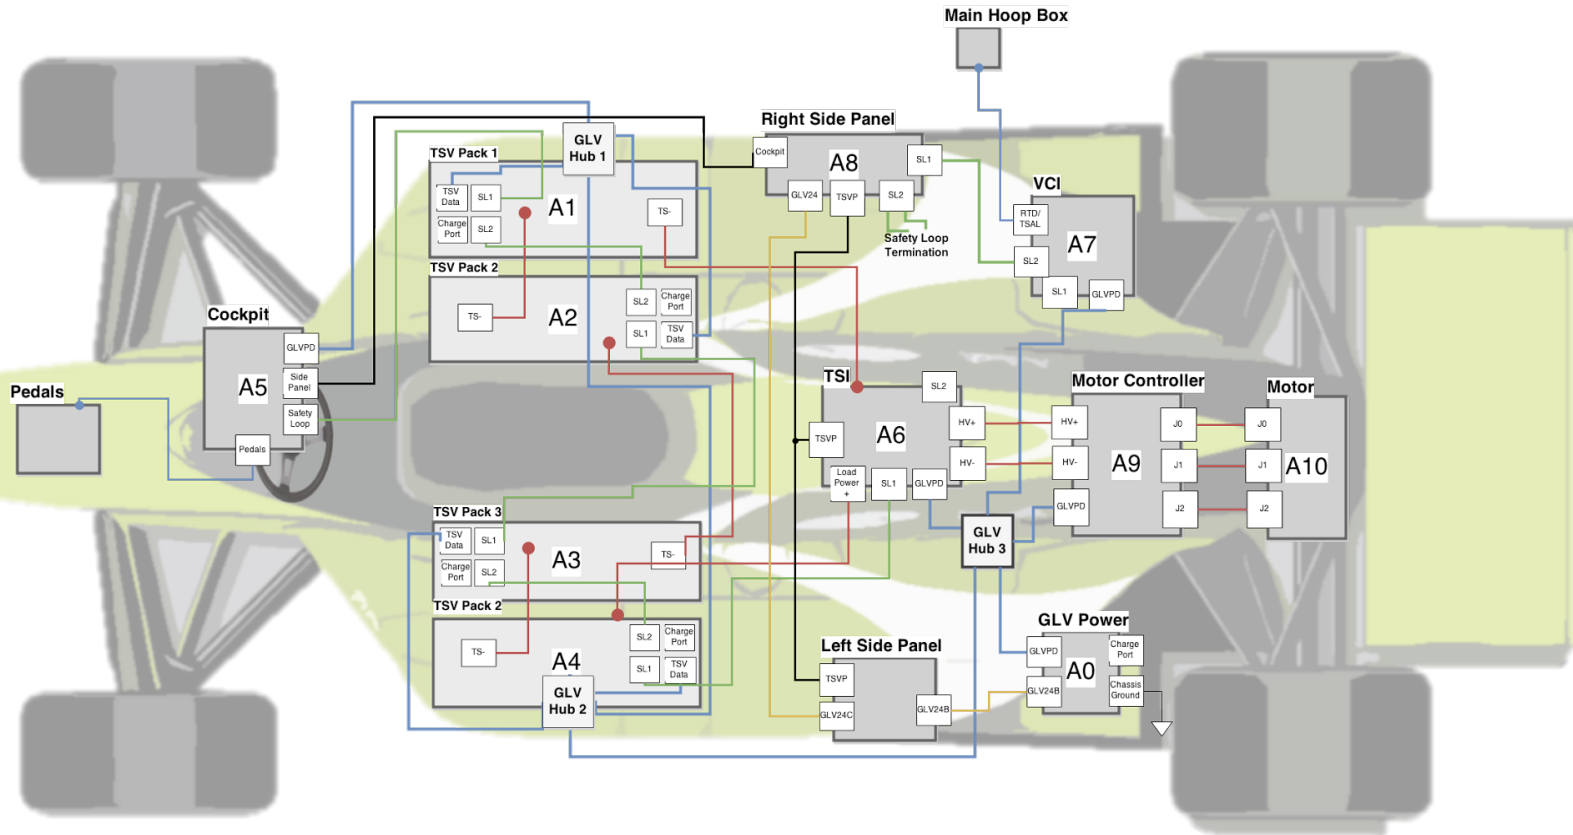 Main Hoop Box
Right Side Panel
Cockpit
A8
SL1
GLV24
TSVP
SL2
Safety Loop
Termination
GLV
Hub 1
TSV Pack 1
TSV
Data
SL1
A1
TS-
Charge
Port
SL2
VCI
RTD/
TSAL
A7
SL2
SL1
GLVPD
TSV Pack 2
TS-
A2
SL2
Charge
Port
SL1
TSV
Data
Cockpit
GLVPD
A5
Side
Panel
Safety
Loop
Pedals
Pedals
TSI
SL2
TSVP
A6
HV+
HV-
Load
Power
+
SL1
GLVPD
Motor Controller
HV+
J0
HV-
A9
J1
GLVPD
J2
Motor
J0
J1
A10
J2
GLV
Hub 3
TSV Pack 3
TSV
Data
SL1
A3
TS-
Charge
Port
SL2
TSV Pack 2
TS-
A4
SL2
Charge
Port
SL1
TSV
Data
GLV
Hub 2
Left Side Panel
TSVP
GLV24C
GLV24B
GLV Power
GLVPD
Charge
Port
A0
GLV24B
Chassis
Ground